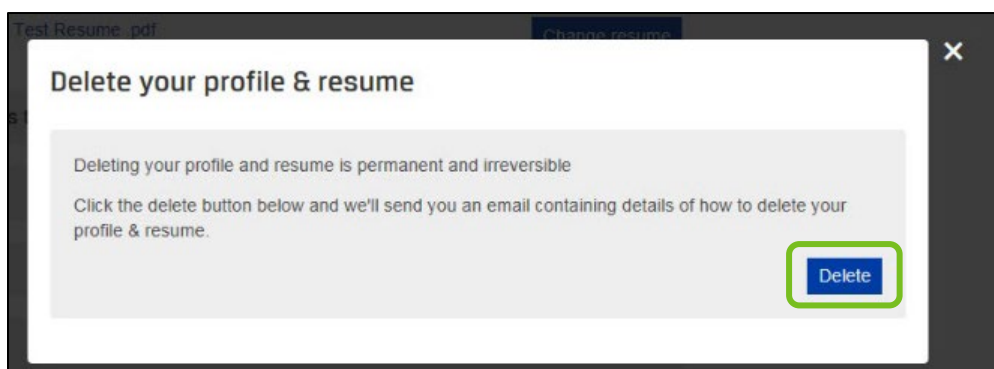 Test Resume .pdf
Change resume
Delete your profile & resume
Deleting your profile and resume is permanent and irreversible
Click the delete button below and we'll send you an email containing details of how to delete your
profile & resume.
Delete